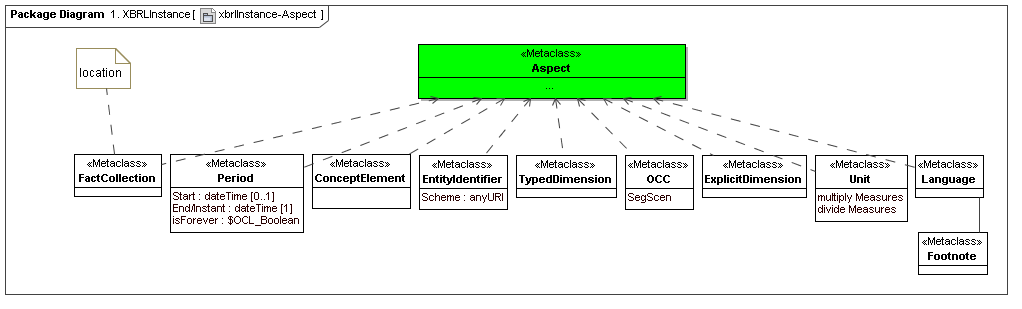 Package Diagram 1. XBRLInstance [ xbrlInstance-Aspect ]
location
«Metaclass»
Aspect
...
«Metaclass»
FactCollection
«Metaclass»
Period
Start : dateTime [0..1]
End/Instant : dateTime [1]
isForever : $OCL_Boolean
«Metaclass»
ConceptElement
«Metaclass»
EntityIdentifier
Scheme : anyURI
«Metaclass»
TypedDimension
«Metaclass»
OCC
SegScen
«Metaclass»
ExplicitDimension
«Metaclass»
Unit
multiply Measures
divide Measures
«Metaclass»
Language
«Metaclass»
Footnote